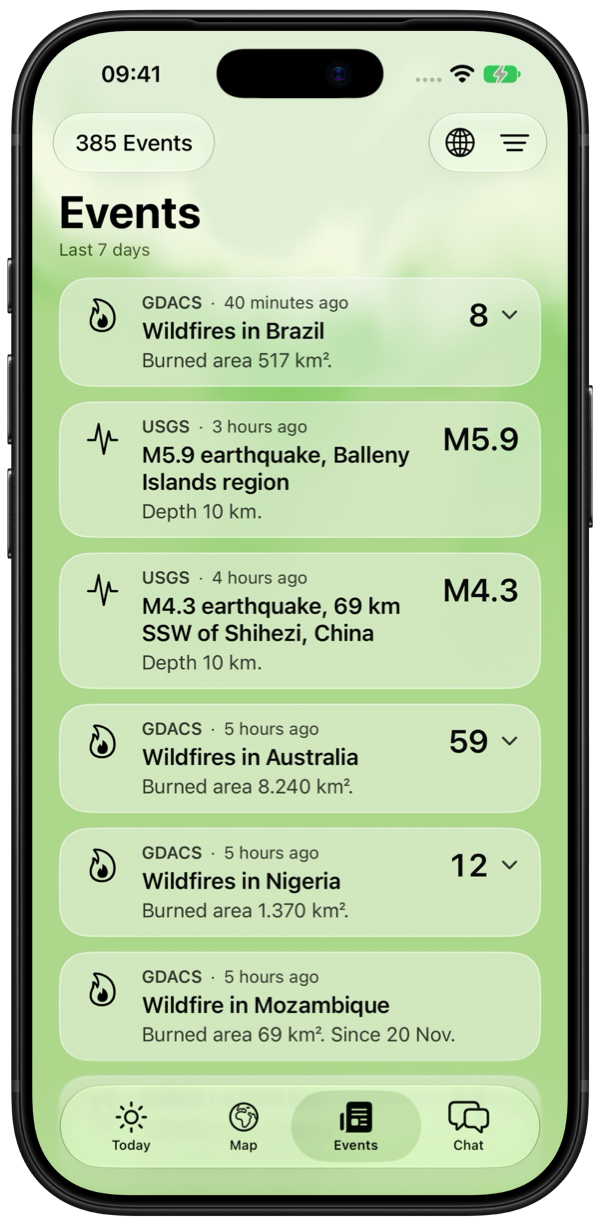 09:41
385 Events
Events
Last 7 days
GDACS · 40 minutes ago
Wildfires in Brazil
8
Burned area 517 km².
USGS · 3 hours ago
M5.9 earthquake, Balleny
Islands region
M5.9
Depth 10 km.
USGS · 4 hours ago
M4.3 earthquake, 69 km
SSW of Shihezi, China
M4.3
Depth 10 km.
GDACS · 5 hours ago
Wildfires in Australia
59
Burned area 8.240 km².
GDACS · 5 hours ago
Wildfires in Nigeria
12
Burned area 1.370 km².
GDACS · 5 hours ago
Wildfire in Mozambique
Burned area 69 km². Since 20 Nov.
Today
Map
Events
Chat